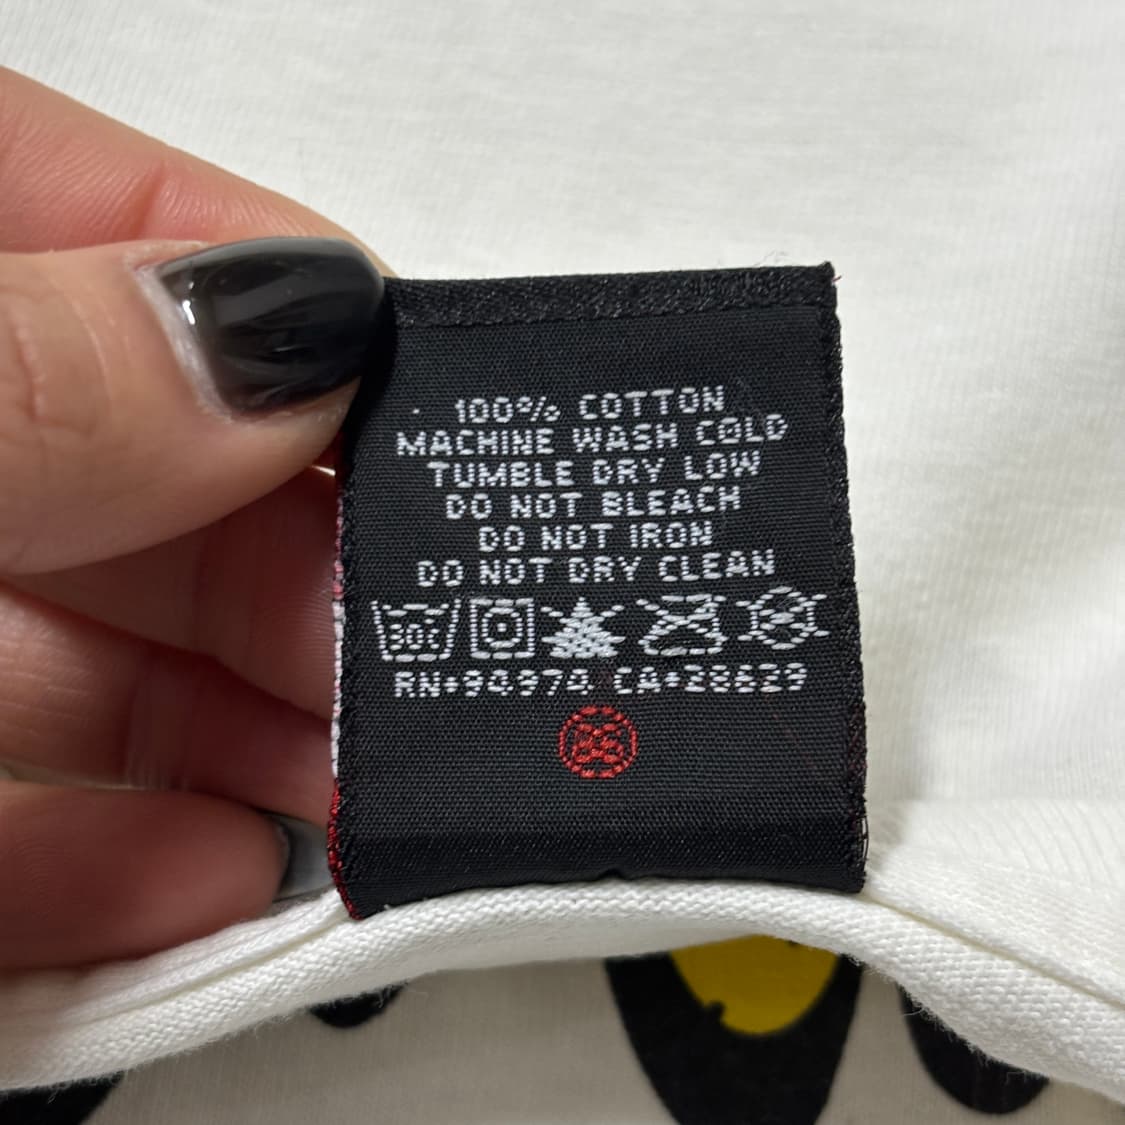 100% COTTON
MACHINE WASH COLD
TUMBLE DRY LOW
DO NOT BLEACH
DO NOT IRON
DO NOT DRY CLEAN
30C
RN•94974 CA•28629